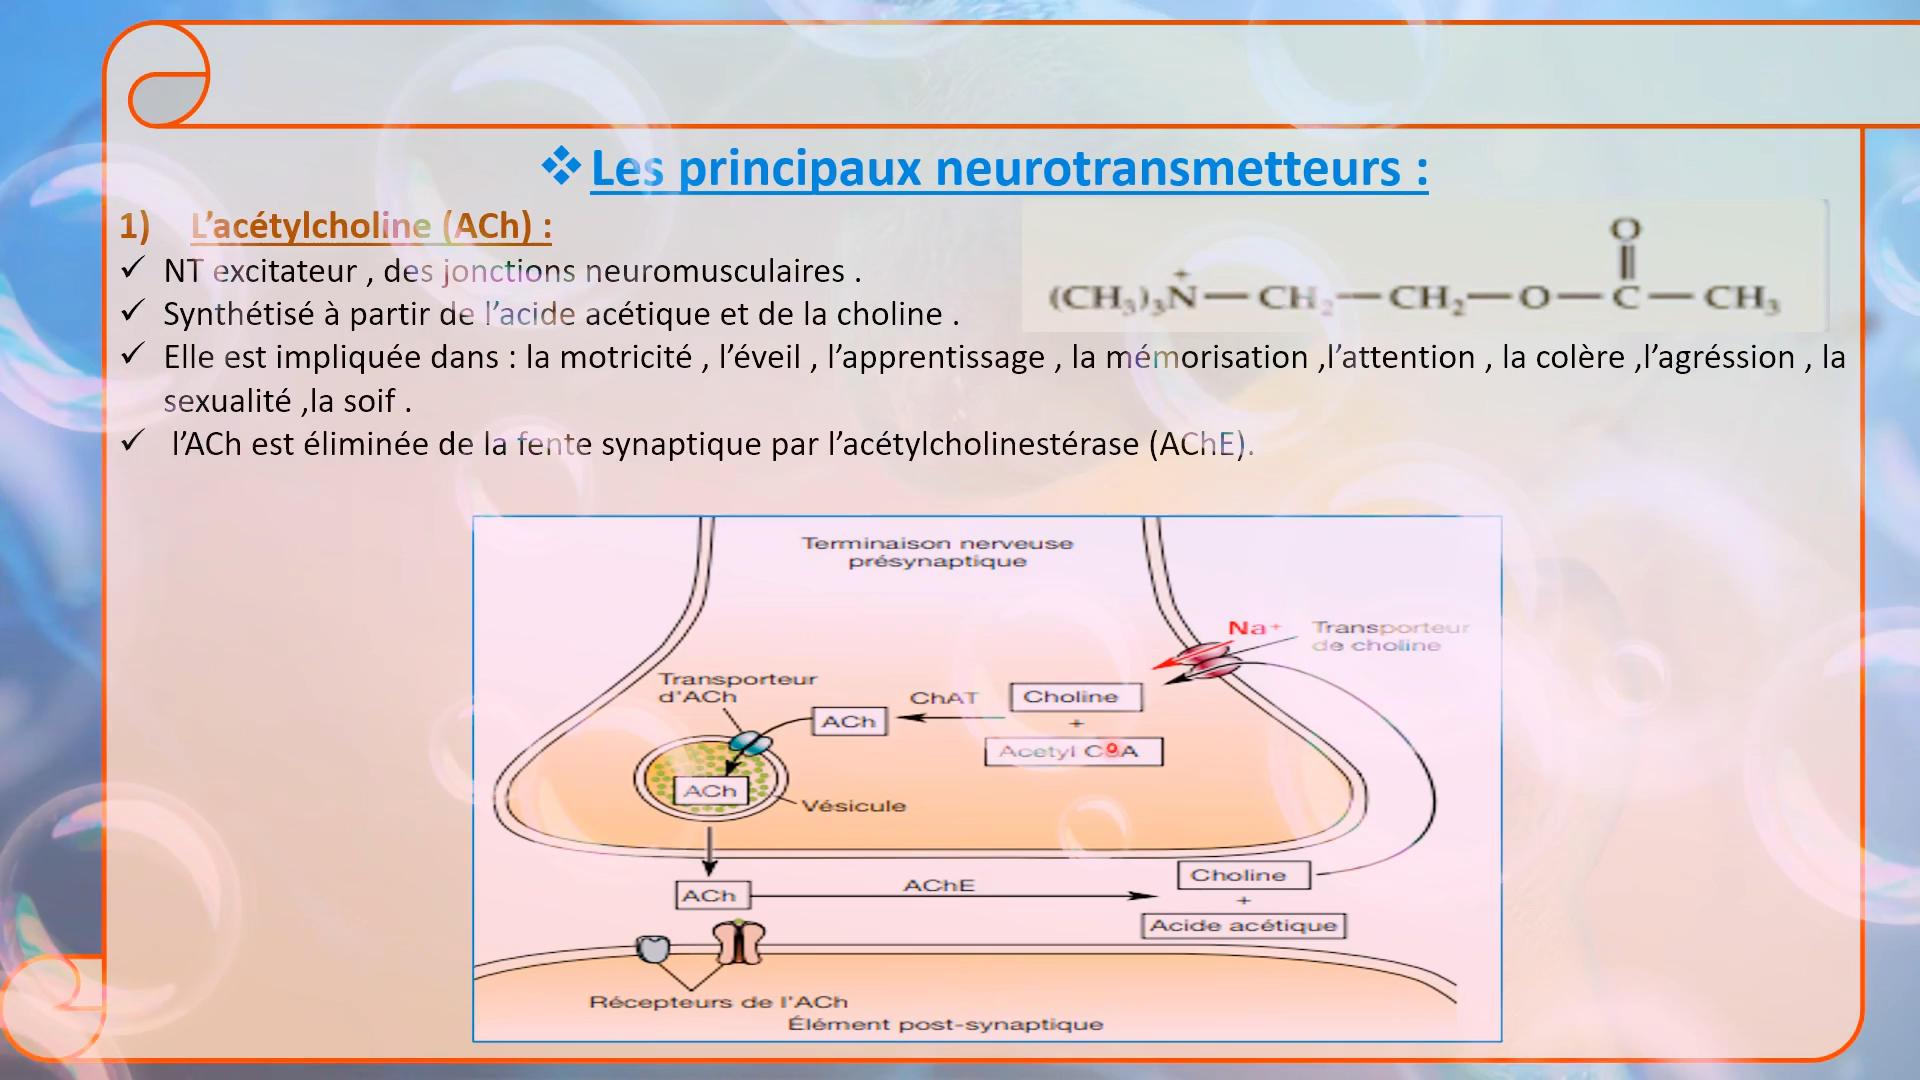 ❖ Les principaux neurotransmetteurs :
1) L’acétylcholine (ACh) :
✓ NT excitateur , des jonctions neuromusculaires .
✓ Synthétisé à partir de l’acide acétique et de la choline .
(CH₃)₃N⁺—CH₂—CH₂—O—C(=O)—CH₃
✓ Elle est impliquée dans : la motricité , l’éveil , l’apprentissage , la mémorisation ,l’attention , la colère ,l’agréssion , la
sexualité ,la soif .
✓ l’ACh est éliminée de la fente synaptique par l’acétylcholinestérase (AChE).
Terminaison nerveuse
présynaptique
Na⁺
Transporteur
de choline
Transporteur
d'ACh
ACh
ChAT
Choline
+
Acetyl CoA
ACh
Vésicule
ACh
AChE
Choline
+
Acide acétique
Récepteurs de l'ACh
Élément post-synaptique